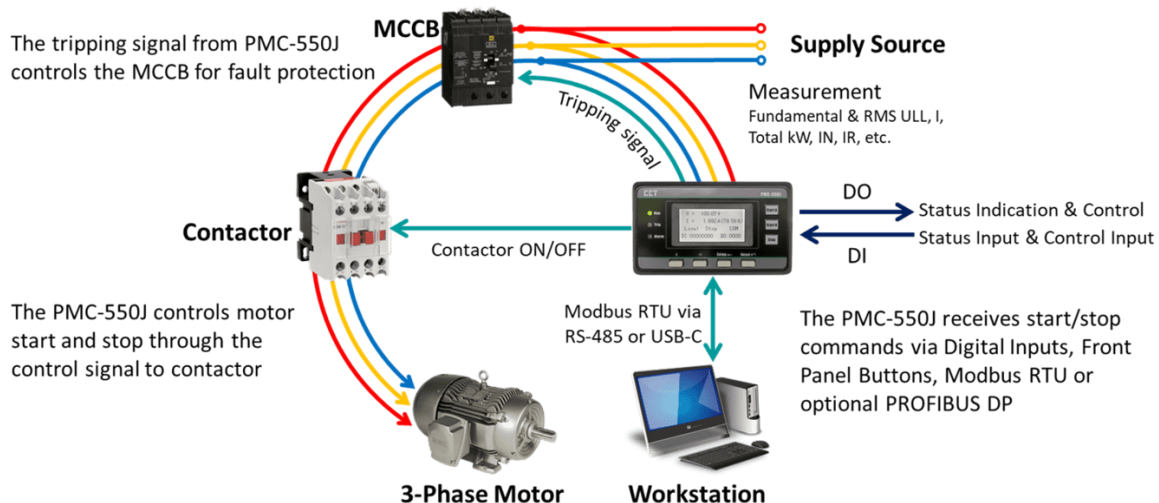 MCCB
The tripping signal from PMC-550J
controls the MCCB for fault protection
Supply Source
Measurement
Fundamental & RMS ULL, I,
Total kW, IN, IR, etc.
Tripping signal
CET
Contactor
Contactor ON/OFF
DO
Status Indication & Control
Status Input & Control Input
DI
The PMC-550J controls motor
start and stop through the
control signal to contactor
Modbus RTU via
RS-485 or USB-C
The PMC-550J receives start/stop
commands via Digital Inputs, Front
Panel Buttons, Modbus RTU or
optional PROFIBUS DP
3-Phase Motor
Workstation